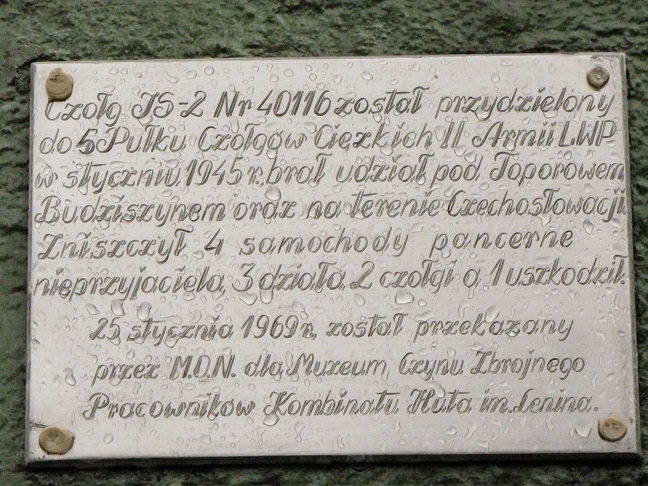 Czołg JS-2 Nr 40116 został przydzielony
do 5 Pułku Czołgów Ciężkich II Armii LWP
w styczniu 1945 r. brał udział pod Toporowem
Budziszynem oraz na terenie Czechosłowacji.
Zniszczył 4 samochody pancerne
nieprzyjaciela, 3 działa, 2 czołgi a 1 uszkodził.
25 stycznia 1969 r. został przekazany
przez M.O.N. dla Muzeum Czynu Zbrojnego
Pracowników Kombinatu Huta im. Lenina.